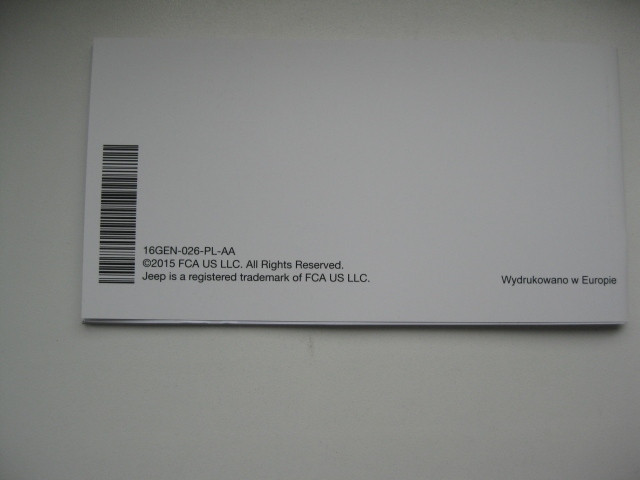 16GEN-026-PL-AA
©2015 FCA US LLC. All Rights Reserved.
Jeep is a registered trademark of FCA US LLC.
Wydrukowano w Europie